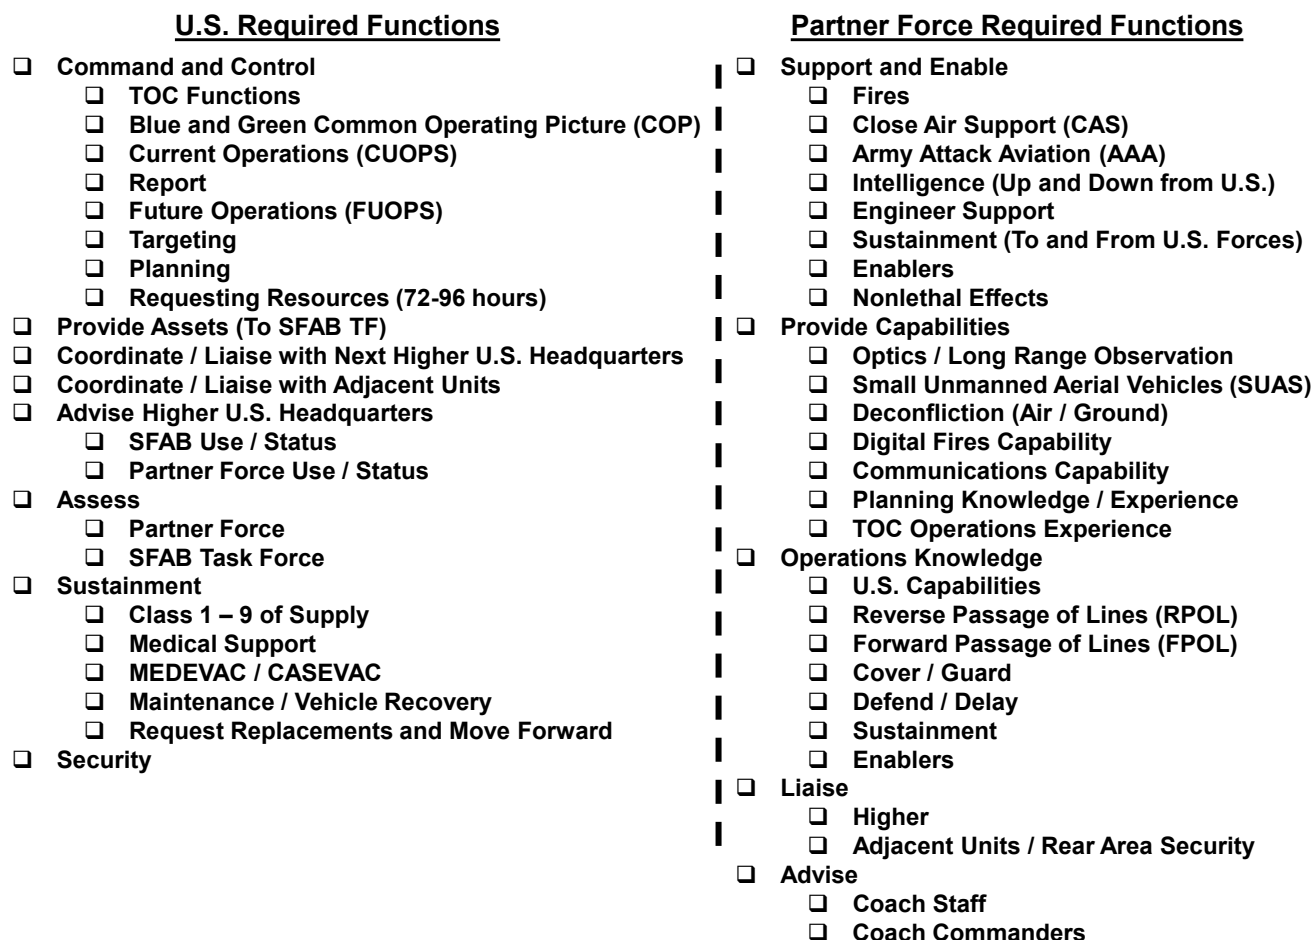 U.S. Required Functions
❑ Command and Control
❑ TOC Functions
❑ Blue and Green Common Operating Picture (COP)
❑ Current Operations (CUOPS)
❑ Report
❑ Future Operations (FUOPS)
❑ Targeting
❑ Planning
❑ Requesting Resources (72-96 hours)
❑ Provide Assets (To SFAB TF)
❑ Coordinate / Liaise with Next Higher U.S. Headquarters
❑ Coordinate / Liaise with Adjacent Units
❑ Advise Higher U.S. Headquarters
❑ SFAB Use / Status
❑ Partner Force Use / Status
❑ Assess
❑ Partner Force
❑ SFAB Task Force
❑ Sustainment
❑ Class 1 – 9 of Supply
❑ Medical Support
❑ MEDEVAC / CASEVAC
❑ Maintenance / Vehicle Recovery
❑ Request Replacements and Move Forward
❑ Security
Partner Force Required Functions
❑ Support and Enable
❑ Fires
❑ Close Air Support (CAS)
❑ Army Attack Aviation (AAA)
❑ Intelligence (Up and Down from U.S.)
❑ Engineer Support
❑ Sustainment (To and From U.S. Forces)
❑ Enablers
❑ Nonlethal Effects
❑ Provide Capabilities
❑ Optics / Long Range Observation
❑ Small Unmanned Aerial Vehicles (SUAS)
❑ Deconfliction (Air / Ground)
❑ Digital Fires Capability
❑ Communications Capability
❑ Planning Knowledge / Experience
❑ TOC Operations Experience
❑ Operations Knowledge
❑ U.S. Capabilities
❑ Reverse Passage of Lines (RPOL)
❑ Forward Passage of Lines (FPOL)
❑ Cover / Guard
❑ Defend / Delay
❑ Sustainment
❑ Enablers
❑ Liaise
❑ Higher
❑ Adjacent Units / Rear Area Security
❑ Advise
❑ Coach Staff
❑ Coach Commanders